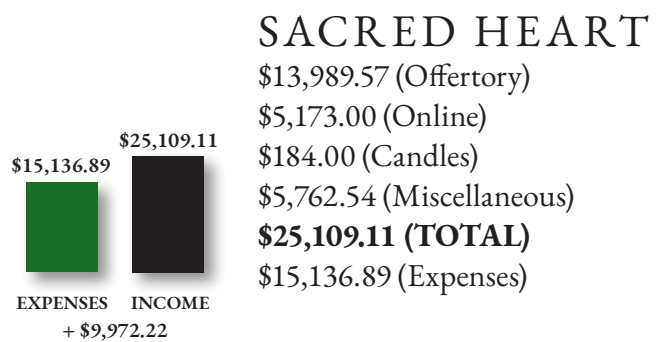 SACRED HEART
$13,989.57 (Offertory)
$5,173.00 (Online)
$184.00 (Candles)
$5,762.54 (Miscellaneous)
$25,109.11 (TOTAL)
$15,136.89 (Expenses)
$25,109.11
$15,136.89
EXPENSES INCOME
+ $9,972.22